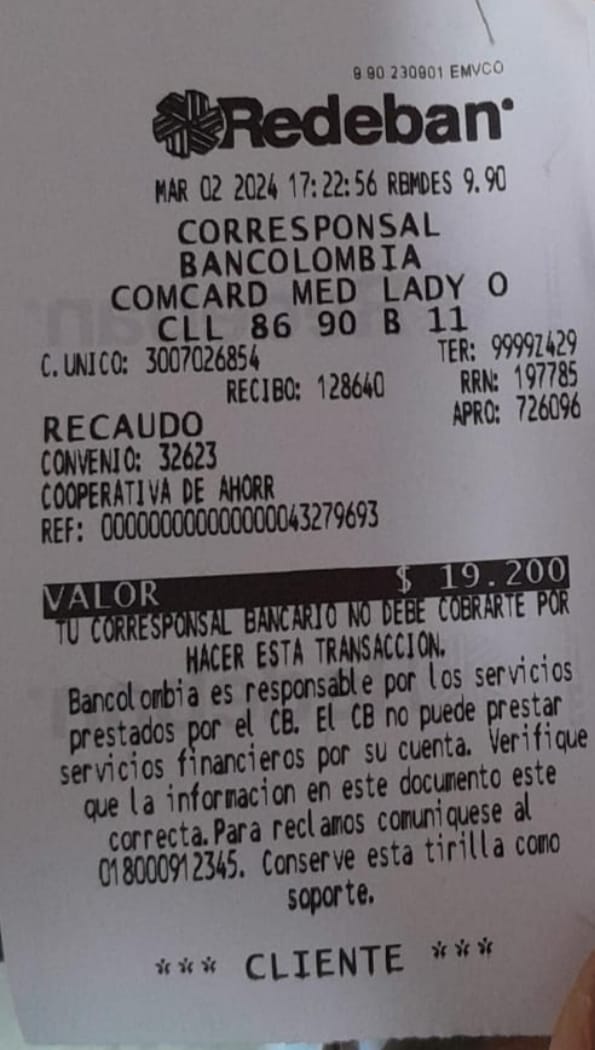 9.90 230901 EMVCO
Redeban
MAR 02 2024 17:22:56 RBMDES 9.90
CORRESPONSAL
BANCOLOMBIA
COMCARD MED LADY O
CLL 86 90 B 11
C.UNICO: 3007026854 TER: 9999Z429
RECIBO: 128640 RRN: 197785
RECAUDO APRO: 726096
CONVENIO: 32623
COOPERATIVA DE AHORR
REF: 000000000000000043279693
VALOR $ 19.200
TU CORRESPONSAL BANCARIO NO DEBE COBRARTE POR
HACER ESTA TRANSACCION.
Bancolombia es responsable por los servicios
prestados por el CB. El CB no puede prestar
servicios financieros por su cuenta. Verifique
que la informacion en este documento este
correcta.Para reclamos comuniquese al
018000912345. Conserve esta tirilla como
soporte.
*** CLIENTE ***